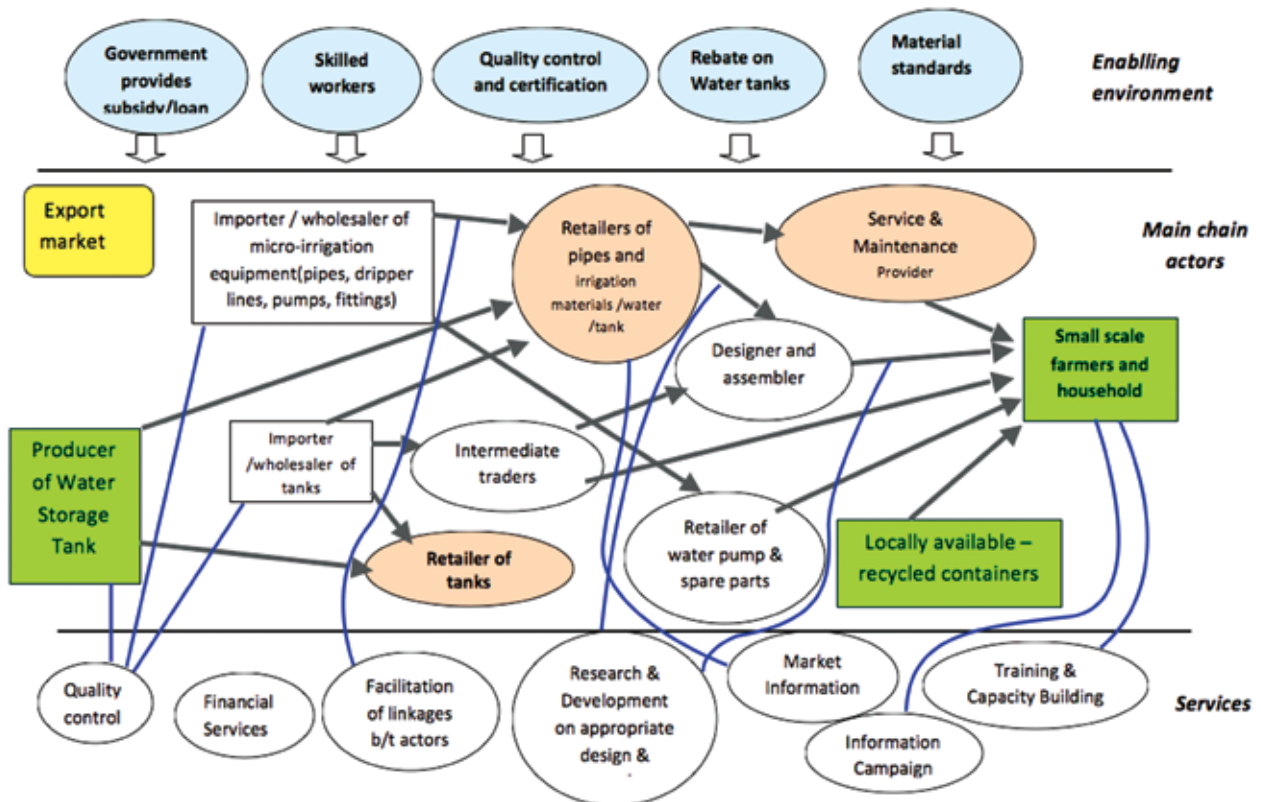 Government
provides
subsidy/loan
Skilled
workers
Quality control
and certification
Rebate on
Water tanks
Material
standards
Enablling
environment
Export
market
Importer / wholesaler of
micro-irrigation
equipment(pipes, dripper
lines, pumps, fittings)
Retailers of
pipes and
irrigation
materials /water
/tank
Service &
Maintenance
Provider
Main chain
actors
Designer and
assembler
Small scale
farmers and
household
Producer
of Water
Storage
Tank
Importer
/wholesaler of
tanks
Intermediate
traders
Retailer of
tanks
Retailer of
water pump &
spare parts
Locally available –
recycled containers
Quality
control
Financial
Services
Facilitation
of linkages
b/t actors
Research &
Development
on appropriate
design &
Market
Information
Information
Campaign
Training &
Capacity Building
Services